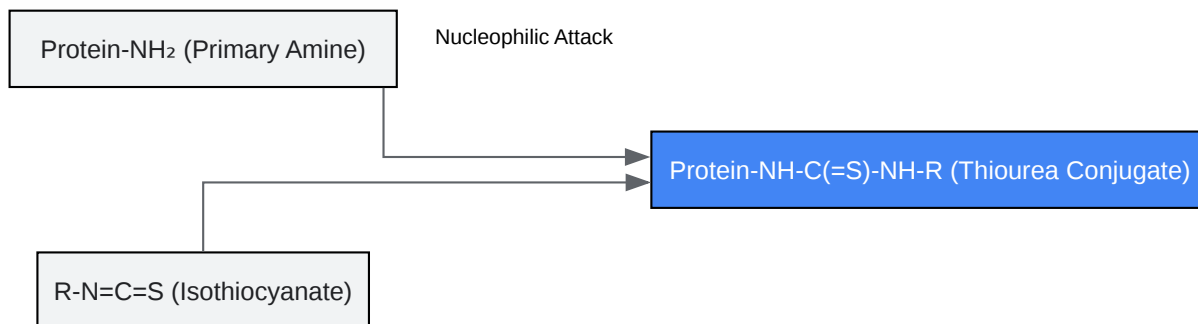 Protein-NH₂ (Primary Amine)
Nucleophilic Attack
Protein-NH-C(=S)-NH-R (Thiourea Conjugate)
R-N=C=S (Isothiocyanate)